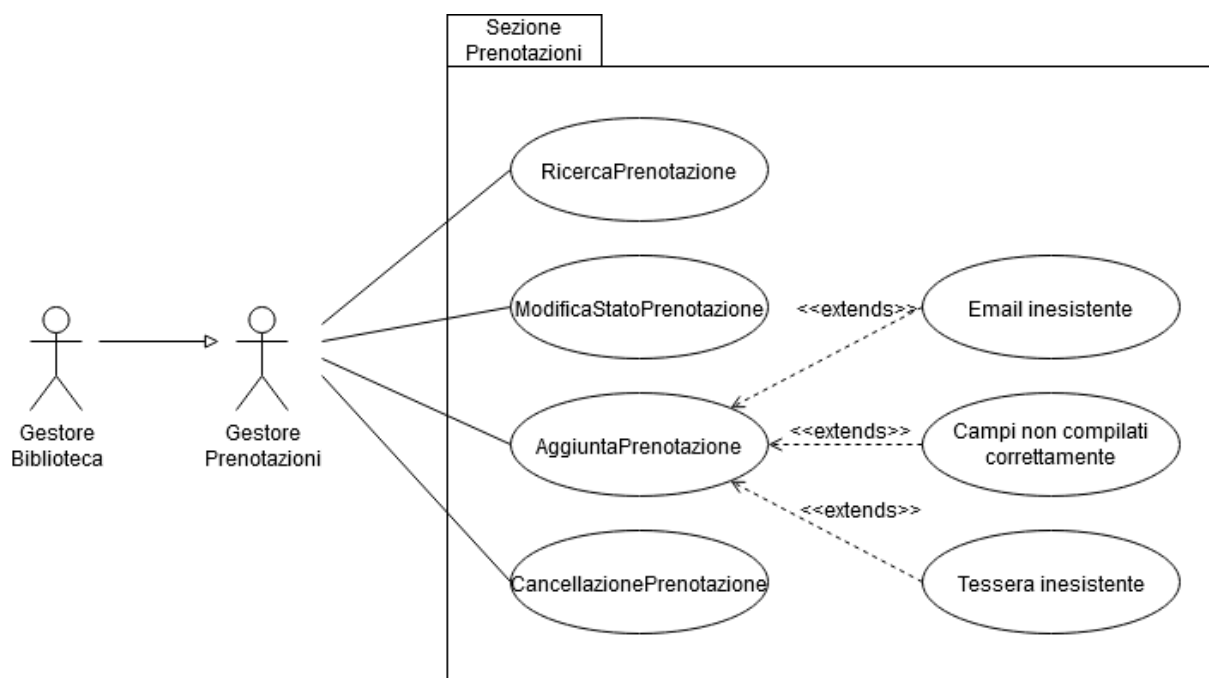 Sezione
Prenotazioni
RicercaPrenotazione
ModificaStatoPrenotazione
<<extends>>
Email inesistente
Gestore
Biblioteca
Gestore
Prenotazioni
AggiuntaPrenotazione
<<extends>>
Campi non compilati
correttamente
<<extends>>
CancellazionePrenotazione
Tessera inesistente